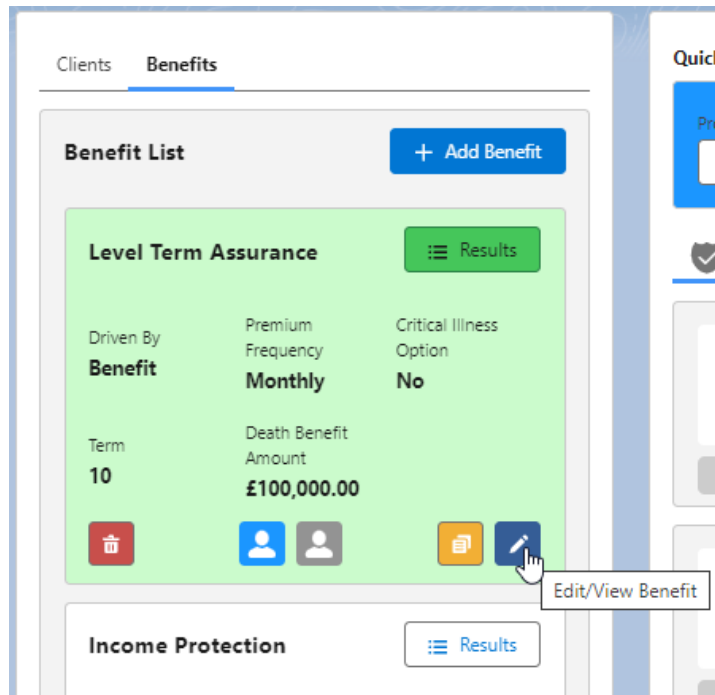 Clients
Benefits
Benefit List
+ Add Benefit
Level Term Assurance
Results
Driven By
Benefit
Premium
Frequency
Monthly
Critical Illness
Option
No
Term
10
Death Benefit
Amount
£100,000.00
Edit/View Benefit
Income Protection
Results